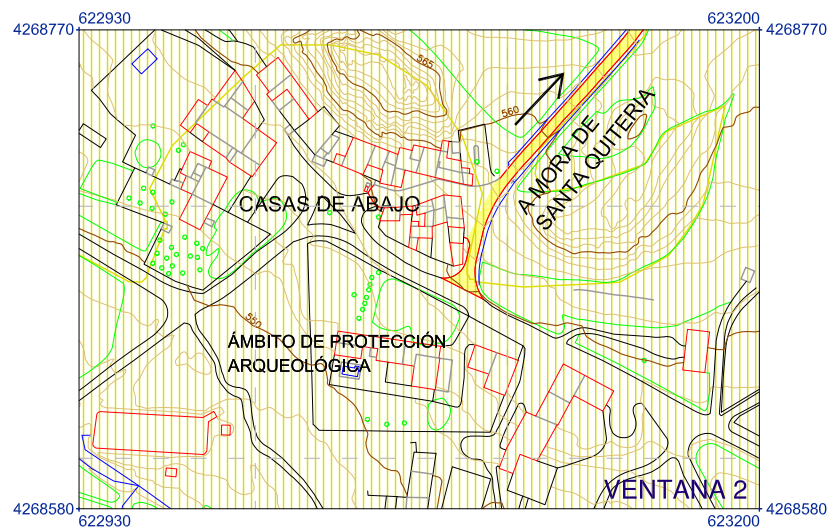 622930
623200
4268770
4268770
565
560
A MORA DE
SANTA QUITERIA
CASAS DE ABAJO
550
ÁMBITO DE PROTECCIÓN
ARQUEOLÓGICA
VENTANA 2
4268580
4268580
622930
623200